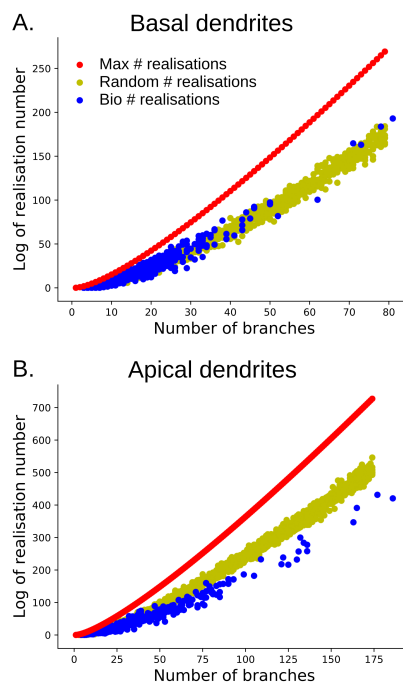 A. Basal dendrites
Max # realisations
Random # realisations
Bio # realisations
Log of realisation number
250
200
150
100
50
0
0 10 20 30 40 50 60 70 80
Number of branches
B. Apical dendrites
Log of realisation number
700
600
500
400
300
200
100
0
0 25 50 75 100 125 150 175
Number of branches